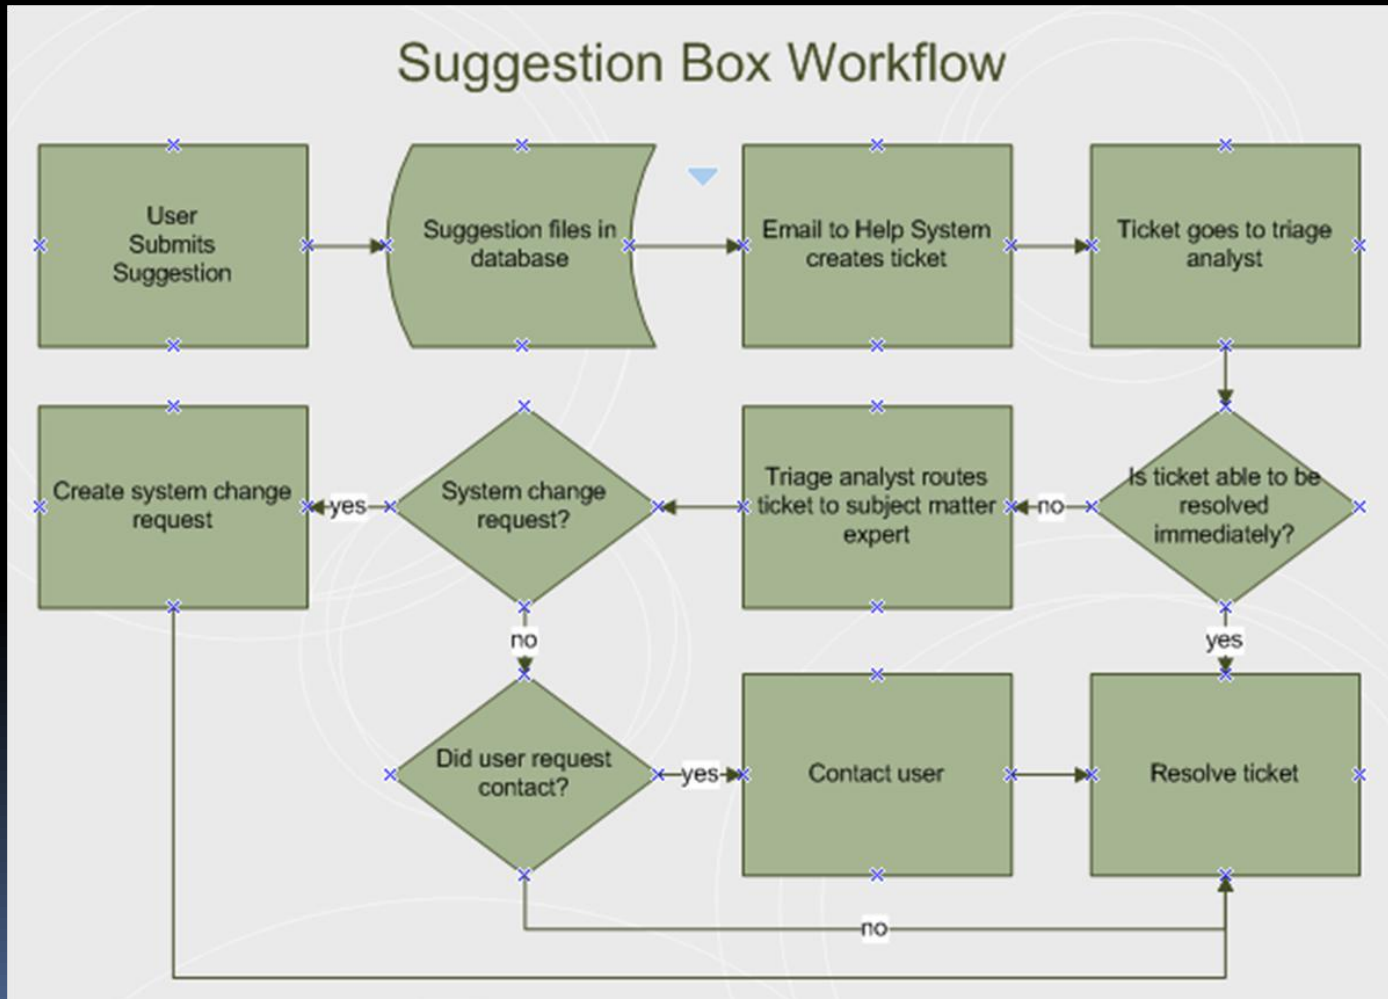 Suggestion Box Workflow
User
Submits
Suggestion
Suggestion files in
database
Email to Help System
creates ticket
Ticket goes to triage
analyst
Create system change
request
yes
System change
request?
Triage analyst routes
ticket to subject matter
expert
no
Is ticket able to be
resolved
immediately?
no
yes
Did user request
contact?
yes
Contact user
Resolve ticket
no